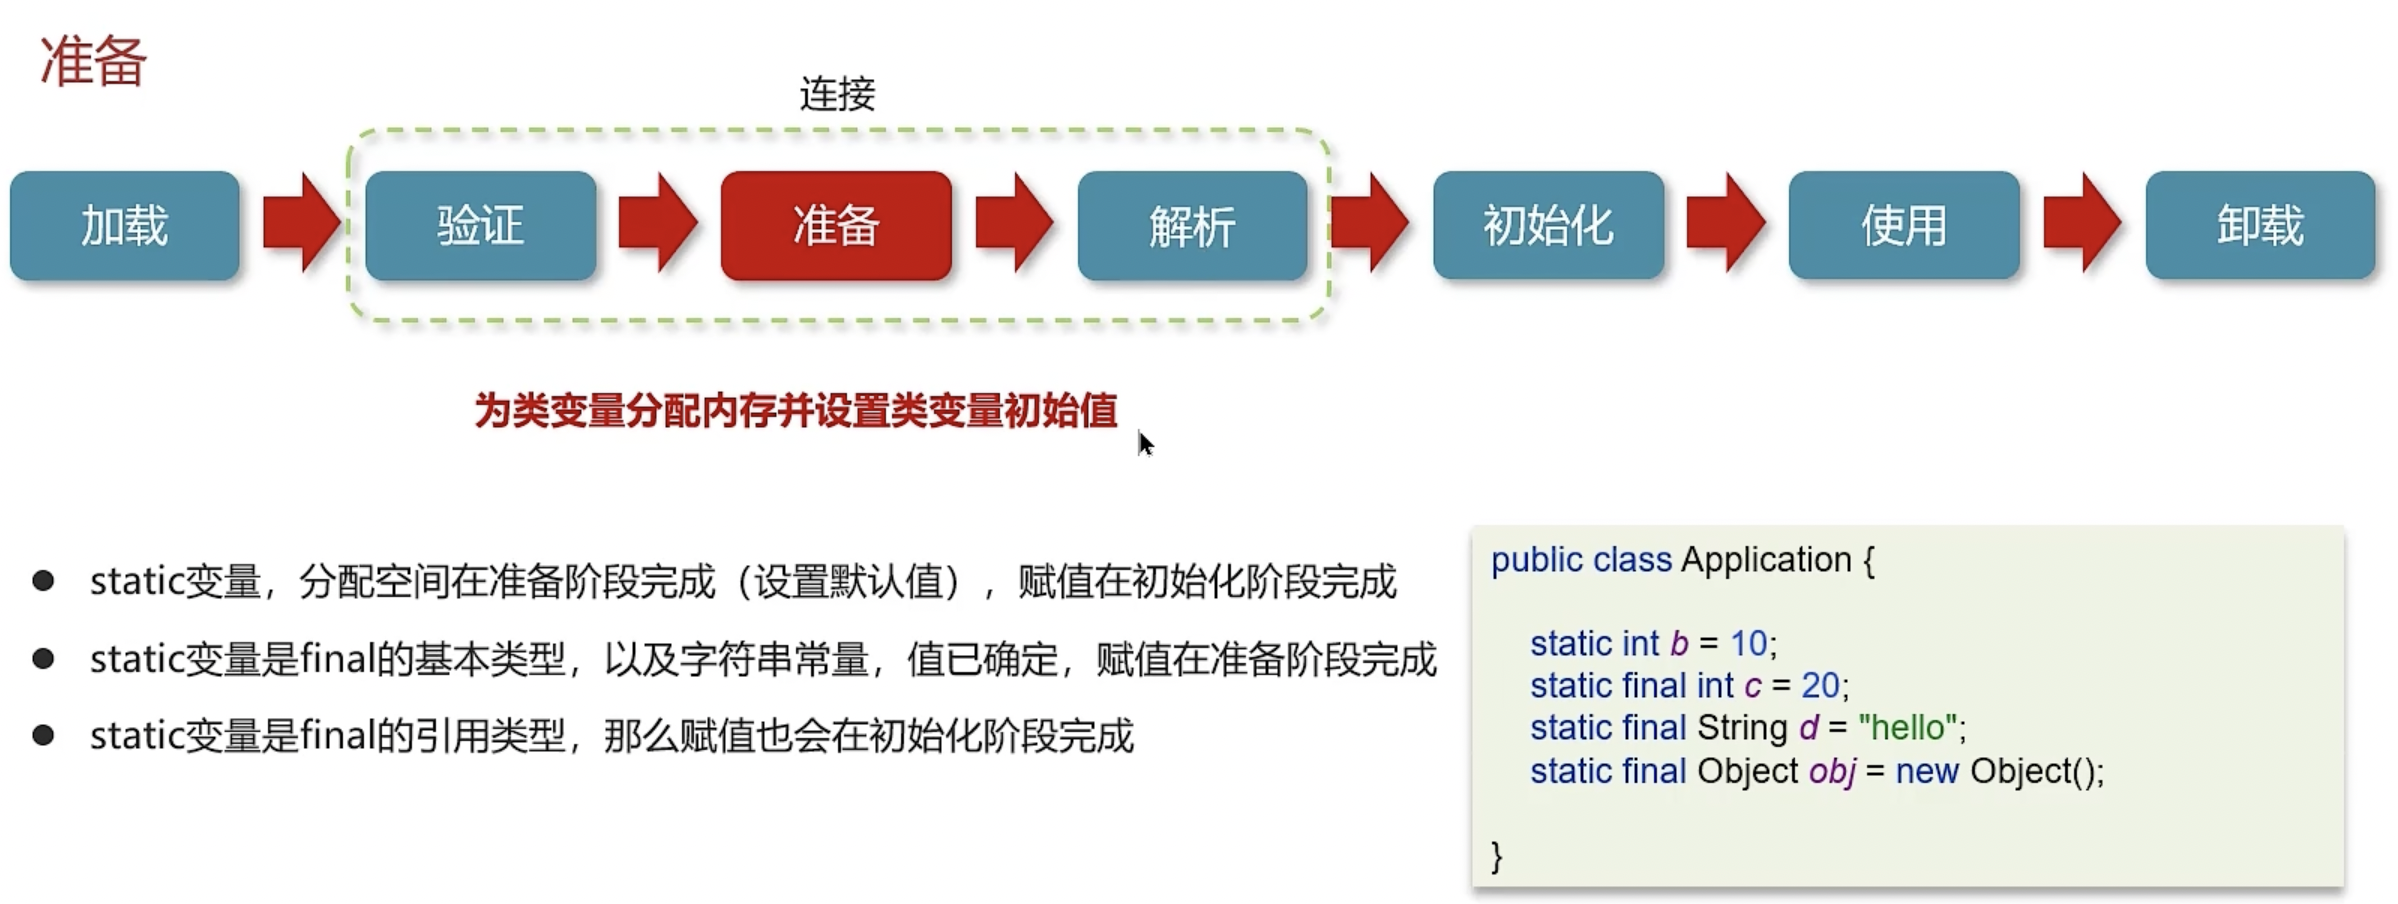 准备
连接
加载
验证
准备
解析
初始化
使用
卸载
为类变量分配内存并设置类变量初始值
static变量，分配空间在准备阶段完成（设置默认值），赋值在初始化阶段完成
static变量是final的基本类型，以及字符串常量，值已确定，赋值在准备阶段完成
static变量是final的引用类型，那么赋值也会在初始化阶段完成
public class Application {
static int b = 10;
static final int c = 20;
static final String d = "hello";
static final Object obj = new Object();
}